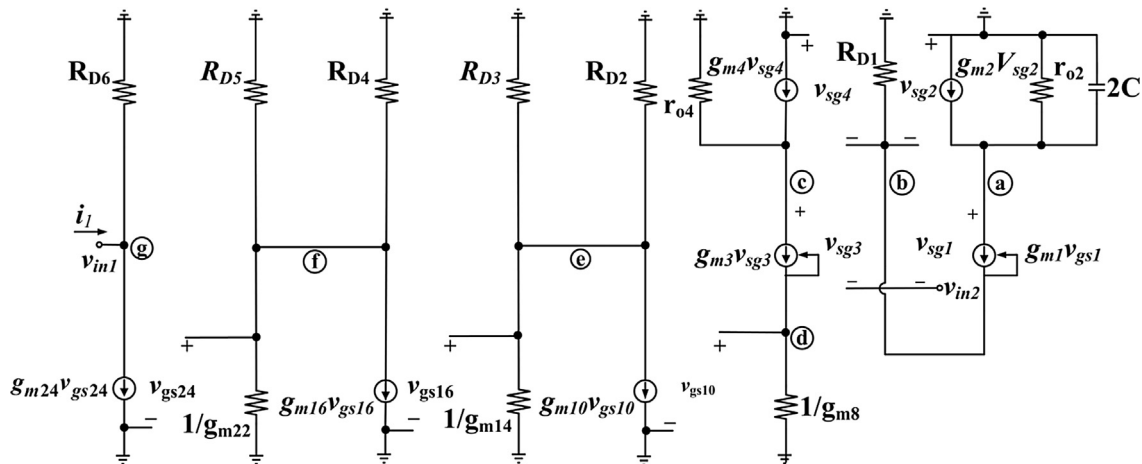 R_D6
R_D5
R_D4
R_D3
R_D2
r_o4
g_m4v_sg4
+
v_sg4
R_D1
+
v_sg2
g_m2V_sg2
r_o2
2C
− −
c
b
a
+
+
i_1
v_in1
g
f
e
g_m3v_sg3
v_sg3
v_sg1
g_m1v_gs1
− −
v_in2
+
+
+
d
g_m24v_gs24
v_gs24
−
1/g_m22
g_m16v_gs16
v_gs16
−
1/g_m14
g_m10v_gs10
v_gs10
−
1/g_m8